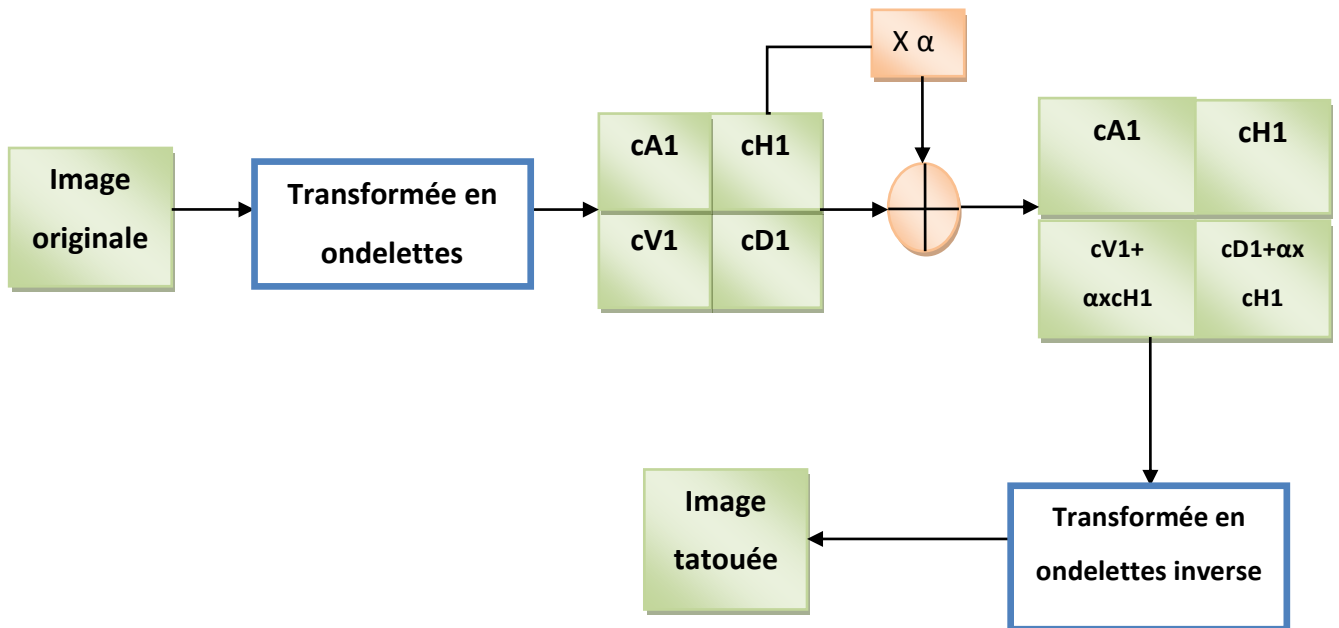 X α
cA1
cH1
cV1
cD1
Image
originale
Transformée en
ondelettes
cA1
cH1
cV1+
αxcH1
cD1+αx
cH1
Image
tatouée
Transformée en
ondelettes inverse